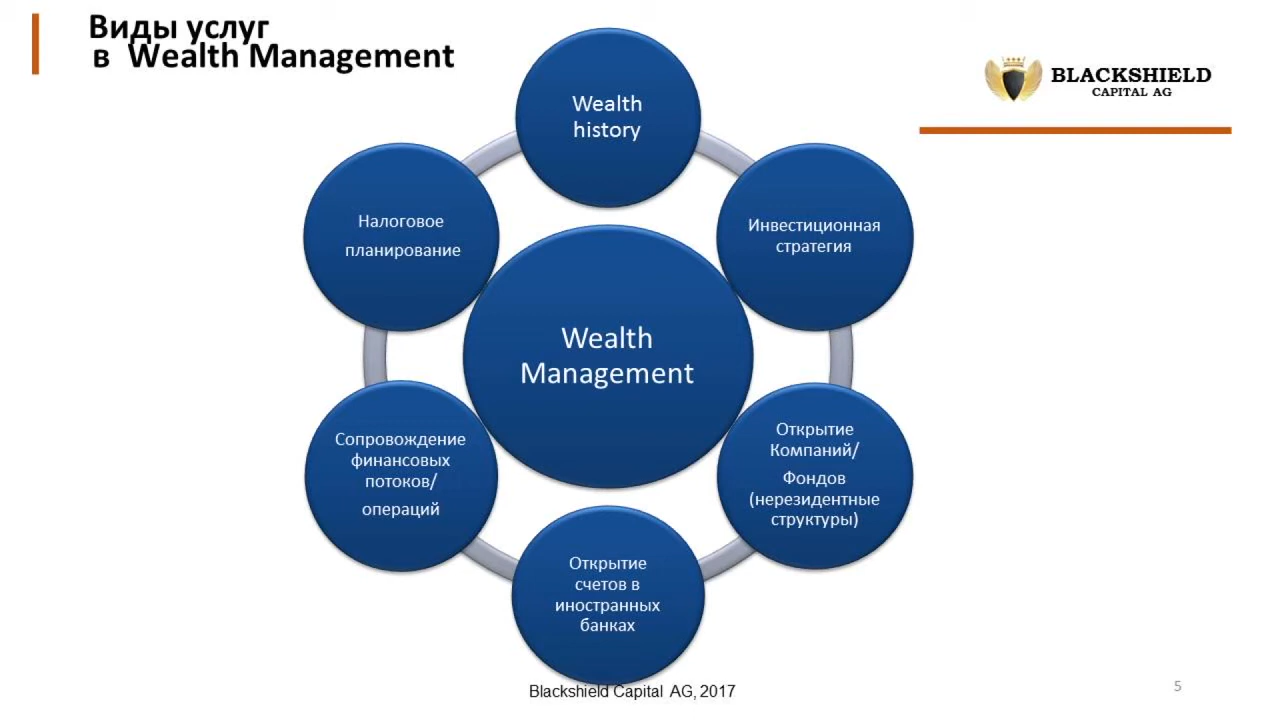 Виды услуг
в Wealth Management
BLACKSHIELD
CAPITAL AG
Wealth
history
Инвестиционная
стратегия
Открытие
Компаний/
Фондов
(нерезидентные
структуры)
Открытие
счетов в
иностранных
банках
Сопровождение
финансовых
потоков/
операций
Налоговое
планирование
Wealth
Management
Blackshield Capital AG, 2017
5